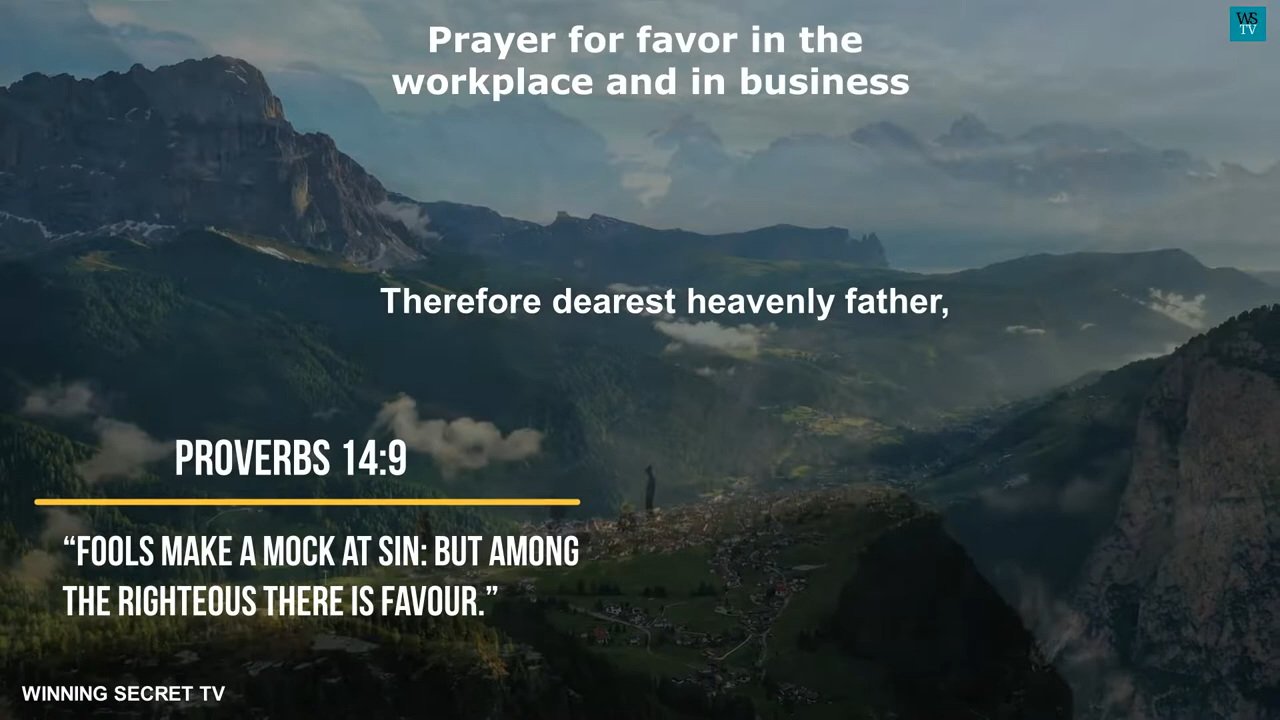 Prayer for favor in the
workplace and in business
WS
TV
Therefore dearest heavenly father,
PROVERBS 14:9
“FOOLS MAKE A MOCK AT SIN: BUT AMONG
THE RIGHTEOUS THERE IS FAVOUR.”
WINNING SECRET TV